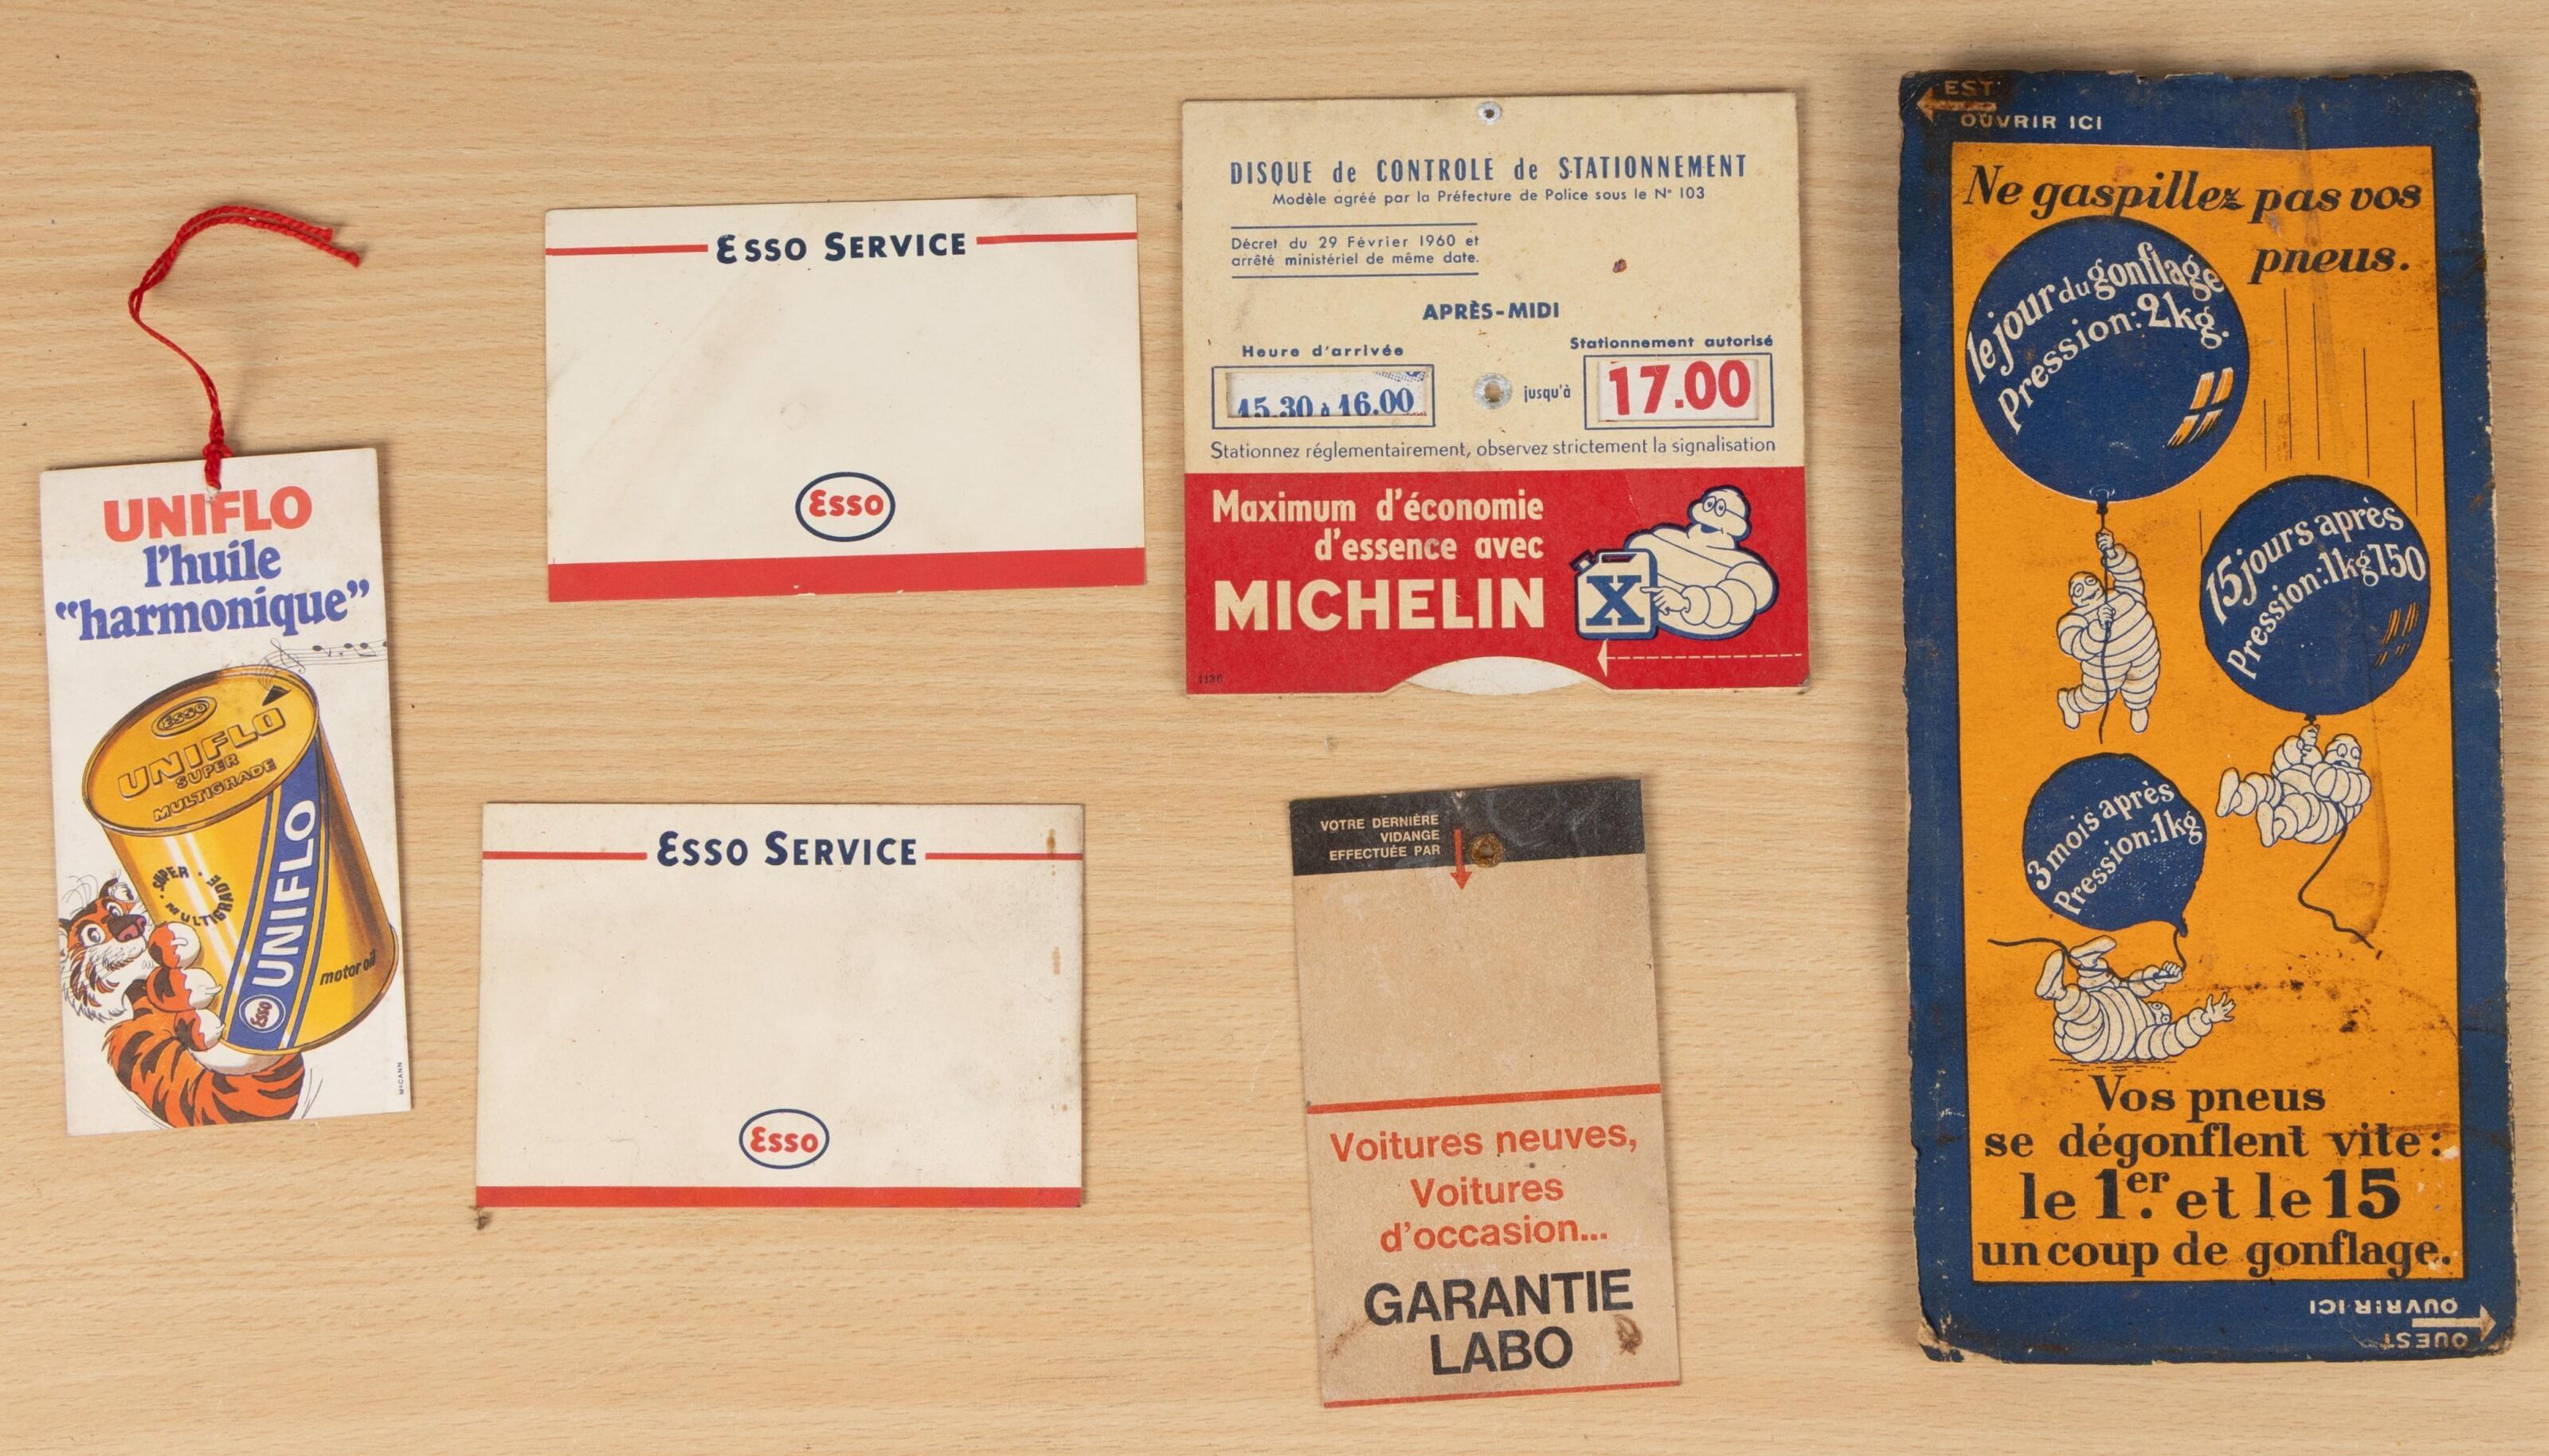 UNIFLO
l'huile
"harmonique"
ESSO
UNIFLO
SUPER
MULTIGRADE
SUPER · MULTIGRADE
UNIFLO
Esso
motor oil
McCANN
Esso Service
Esso
Esso Service
Esso
DISQUE de CONTROLE de STATIONNEMENT
Modèle agréé par la Préfecture de Police sous le N° 103
Décret du 29 Février 1960 et
arrêté ministériel de même date.
APRÈS-MIDI
Heure d'arrivée
Stationnement autorisé
15.30 à 16.00
jusqu'à
17.00
Stationnez réglementairement, observez strictement la signalisation
Maximum d'économie
d'essence avec
MICHELIN
X
1136
VOTRE DERNIÈRE
VIDANGE
EFFECTUÉE PAR
Voitures neuves,
Voitures
d'occasion...
GARANTIE
LABO
EST
OUVRIR ICI
Ne gaspillez pas vos
pneus.
le jour du gonflage
Pression: 2kg.
15 jours après
Pression: 1kg 750
3 mois après
Pression: 1kg
Vos pneus
se dégonflent vite:
le 1er. et le 15
un coup de gonflage.
OUVRIR ICI
OUEST